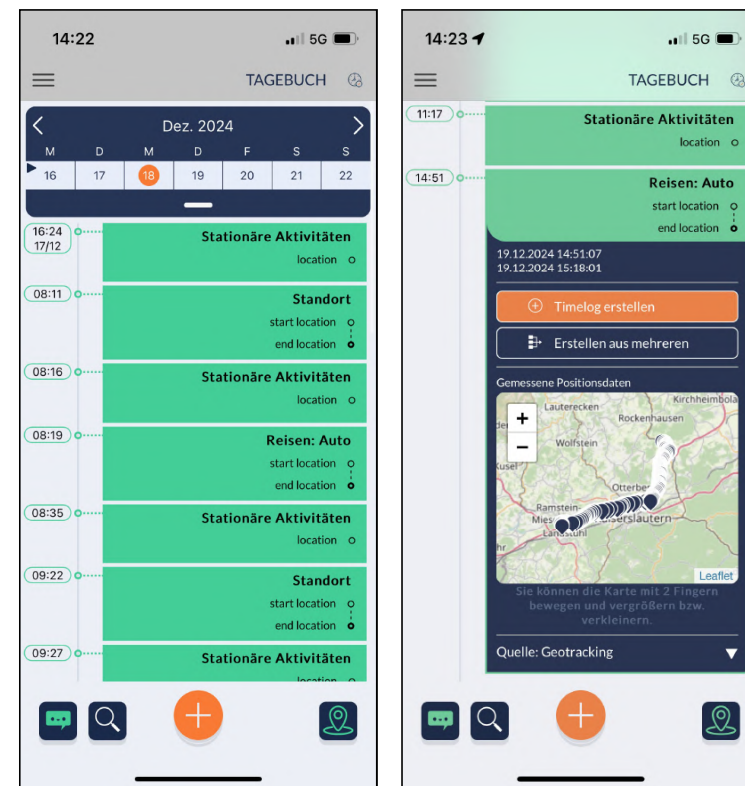 14:22
5G
TAGEBUCH
Dez. 2024
M D M D F S S
16 17 18 19 20 21 22
16:24
17/12
Stationäre Aktivitäten
location
08:11
Standort
start location
end location
08:16
Stationäre Aktivitäten
location
08:19
Reisen: Auto
start location
end location
08:35
Stationäre Aktivitäten
location
09:22
Standort
start location
end location
09:27
Stationäre Aktivitäten
location
14:23
5G
TAGEBUCH
11:17
Stationäre Aktivitäten
location
14:51
Reisen: Auto
start location
end location
19.12.2024 14:51:07
19.12.2024 15:18:01
Timelog erstellen
Erstellen aus mehreren
Gemessene Positionsdaten
+
−
Kirchheimbola
Lauterecken
Rockenhausen
Wolfstein
Kusel
Otterbe
Ramstein-
Mies
serslautern
Landstuhl
Leaflet
Sie können die Karte mit 2 Fingern
bewegen und vergrößern bzw.
verkleinern.
Quelle: Geotracking